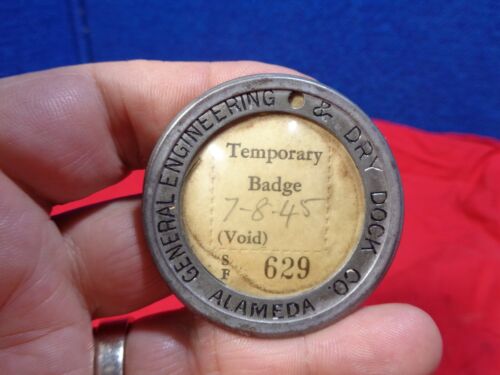 GENERAL ENGINEERING & DRY DOCK CO.
ALAMEDA
Temporary
Badge
7-8-45
(Void)
S
F 629